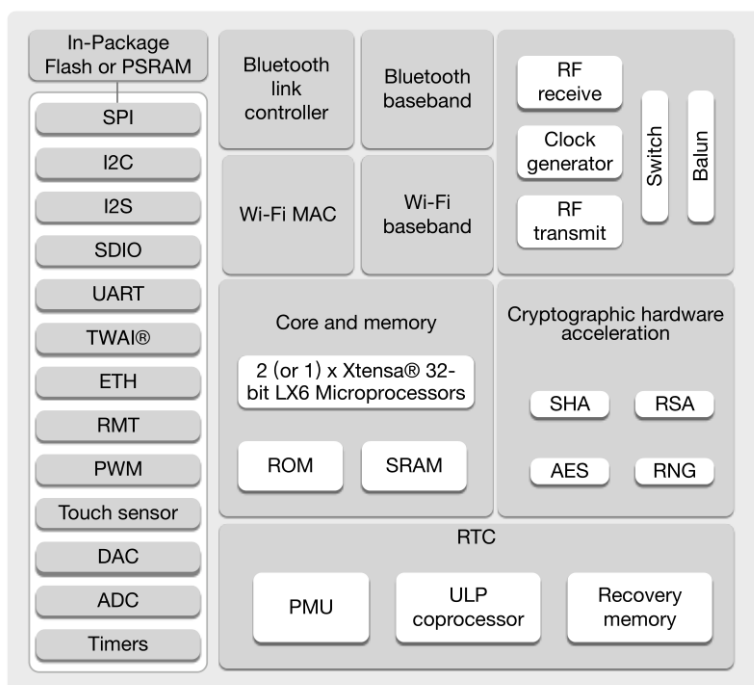 In-Package
Flash or PSRAM
SPI
I2C
I2S
SDIO
UART
TWAI®
ETH
RMT
PWM
Touch sensor
DAC
ADC
Timers
Bluetooth
link
controller
Bluetooth
baseband
Wi-Fi MAC
Wi-Fi
baseband
RF
receive
Clock
generator
RF
transmit
Switch
Balun
Core and memory
2 (or 1) x Xtensa® 32-
bit LX6 Microprocessors
ROM
SRAM
Cryptographic hardware
acceleration
SHA
RSA
AES
RNG
RTC
PMU
ULP
coprocessor
Recovery
memory